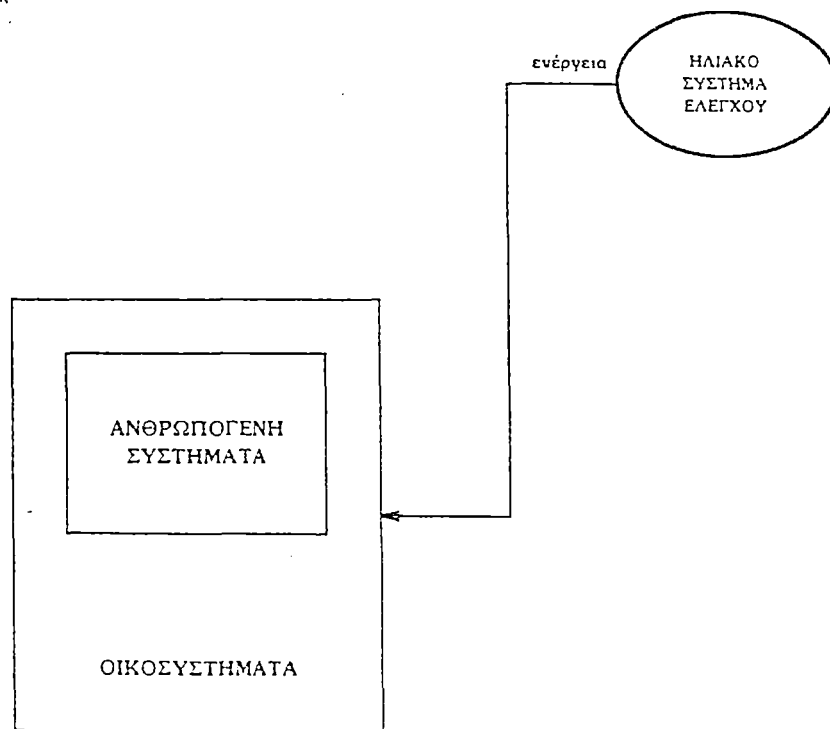 ενέργεια
ΗΛΙΑΚΟ
ΣΥΣΤΗΜΑ
ΕΛΕΓΧΟΥ
ΑΝΘΡΩΠΟΓΕΝΗ
ΣΥΣΤΗΜΑΤΑ
ΟΙΚΟΣΥΣΤΗΜΑΤΑ